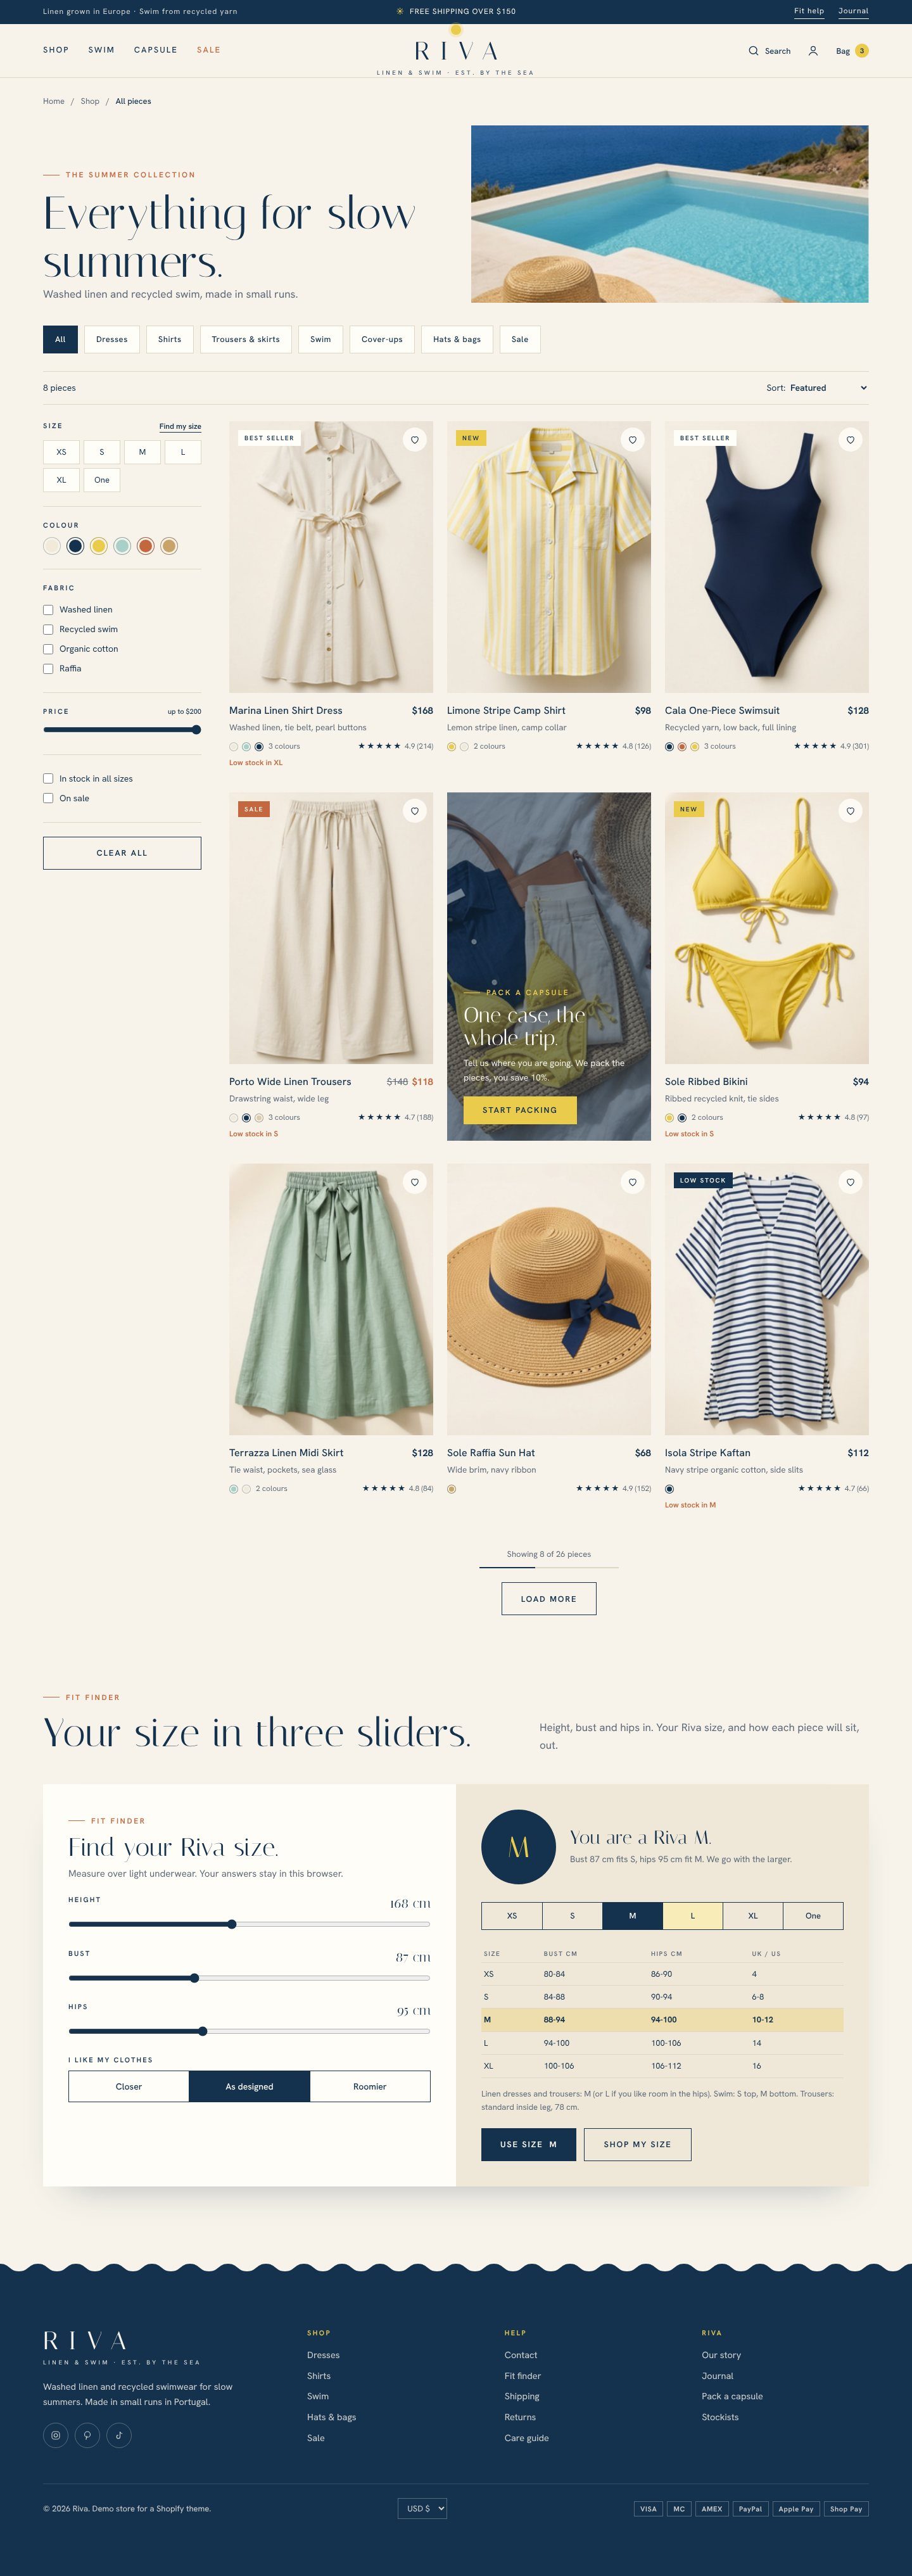 Linen grown in Europe · Swim from recycled yarn
FREE SHIPPING OVER $150
Fit help
Journal
SHOP
SWIM
CAPSULE
SALE
RIVA
LINEN & SWIM · EST. BY THE SEA
Search
Bag 3
Home / Shop / All pieces
THE SUMMER COLLECTION
Everything for slow
summers.
Washed linen and recycled swim, made in small runs.
All
Dresses
Shirts
Trousers & skirts
Swim
Cover-ups
Hats & bags
Sale
8 pieces
Sort: Featured
SIZE
Find my size
XS
S
M
L
XL
One
COLOUR
FABRIC
Washed linen
Recycled swim
Organic cotton
Raffia
PRICE
up to $200
In stock in all sizes
On sale
CLEAR ALL
BEST SELLER
Marina Linen Shirt Dress $168
Washed linen, tie belt, pearl buttons
3 colours ★★★★★ 4.9 (214)
Low stock in XL
NEW
Limone Stripe Camp Shirt $98
Lemon stripe linen, camp collar
2 colours ★★★★★ 4.8 (126)
BEST SELLER
Cala One-Piece Swimsuit $128
Recycled yarn, low back, full lining
3 colours ★★★★★ 4.9 (301)
SALE
Porto Wide Linen Trousers $148 $118
Drawstring waist, wide leg
3 colours ★★★★★ 4.7 (188)
Low stock in S
PACK A CAPSULE
One case, the
whole trip.
Tell us where you are going. We pack the
pieces, you save 10%.
START PACKING
NEW
Sole Ribbed Bikini $94
Ribbed recycled knit, tie sides
2 colours ★★★★★ 4.8 (97)
Low stock in S
Terrazza Linen Midi Skirt $128
Tie waist, pockets, sea glass
2 colours ★★★★★ 4.8 (84)
Sole Raffia Sun Hat $68
Wide brim, navy ribbon
★★★★★ 4.9 (152)
LOW STOCK
Isola Stripe Kaftan $112
Navy stripe organic cotton, side slits
★★★★★ 4.7 (66)
Low stock in M
Showing 8 of 26 pieces
LOAD MORE
FIT FINDER
Your size in three sliders.
Height, bust and hips in. Your Riva size, and how each piece will sit,
out.
FIT FINDER
Find your Riva size.
Measure over light underwear. Your answers stay in this browser.
HEIGHT 168 cm
BUST 87 cm
HIPS 95 cm
I LIKE MY CLOTHES
Closer
As designed
Roomier
M
You are a Riva M.
Bust 87 cm fits S, hips 95 cm fit M. We go with the larger.
XS S M L XL One
SIZE BUST CM HIPS CM UK / US
XS 80-84 86-90 4
S 84-88 90-94 6-8
M 88-94 94-100 10-12
L 94-100 100-106 14
XL 100-106 106-112 16
Linen dresses and trousers: M (or L if you like room in the hips). Swim: S top, M bottom. Trousers:
standard inside leg, 78 cm.
USE SIZE M
SHOP MY SIZE
RIVA
LINEN & SWIM · EST. BY THE SEA
Washed linen and recycled swimwear for slow
summers. Made in small runs in Portugal.
SHOP
Dresses
Shirts
Swim
Hats & bags
Sale
HELP
Contact
Fit finder
Shipping
Returns
Care guide
RIVA
Our story
Journal
Pack a capsule
Stockists
© 2026 Riva. Demo store for a Shopify theme.
USD $
VISA
MC
AMEX
PayPal
Apple Pay
Shop Pay